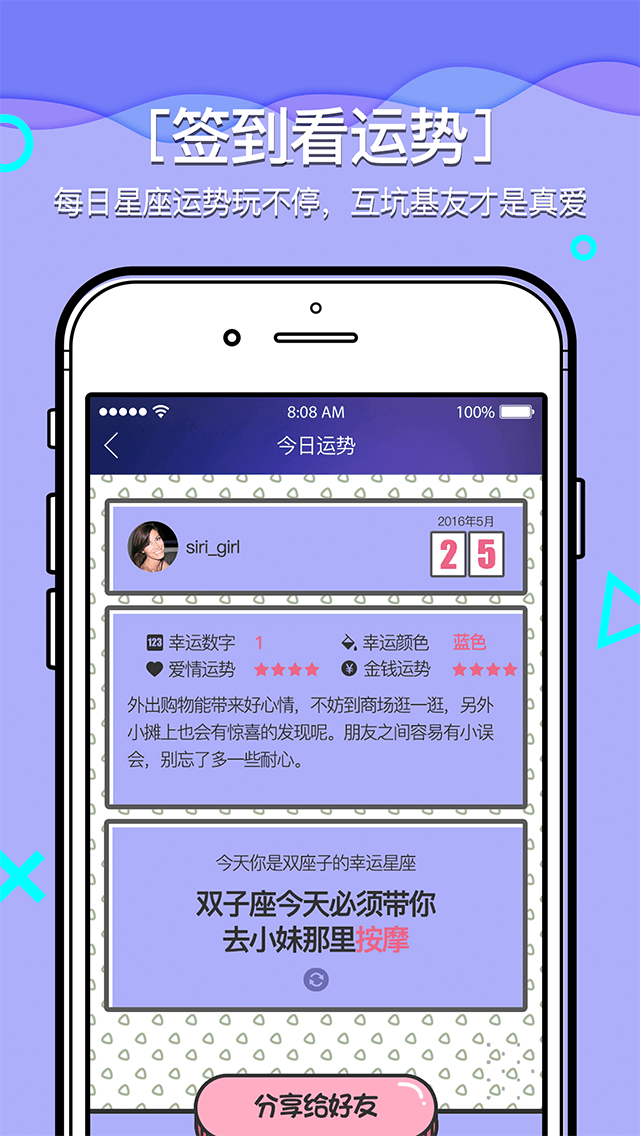 [签到看运势]
每日星座运势玩不停，互坑基友才是真爱
8:08 AM 100%
今日运势
2016年5月
siri_girl 2 5
123 幸运数字 1 幸运颜色 蓝色
爱情运势 ★★★★ ¥ 金钱运势 ★★★★
外出购物能带来好心情，不妨到商场逛一逛，另外
小摊上也会有惊喜的发现呢。朋友之间容易有小误
会，别忘了多一些耐心。
今天你是双座子的幸运星座
双子座今天必须带你
去小妹那里按摩
分享给好友